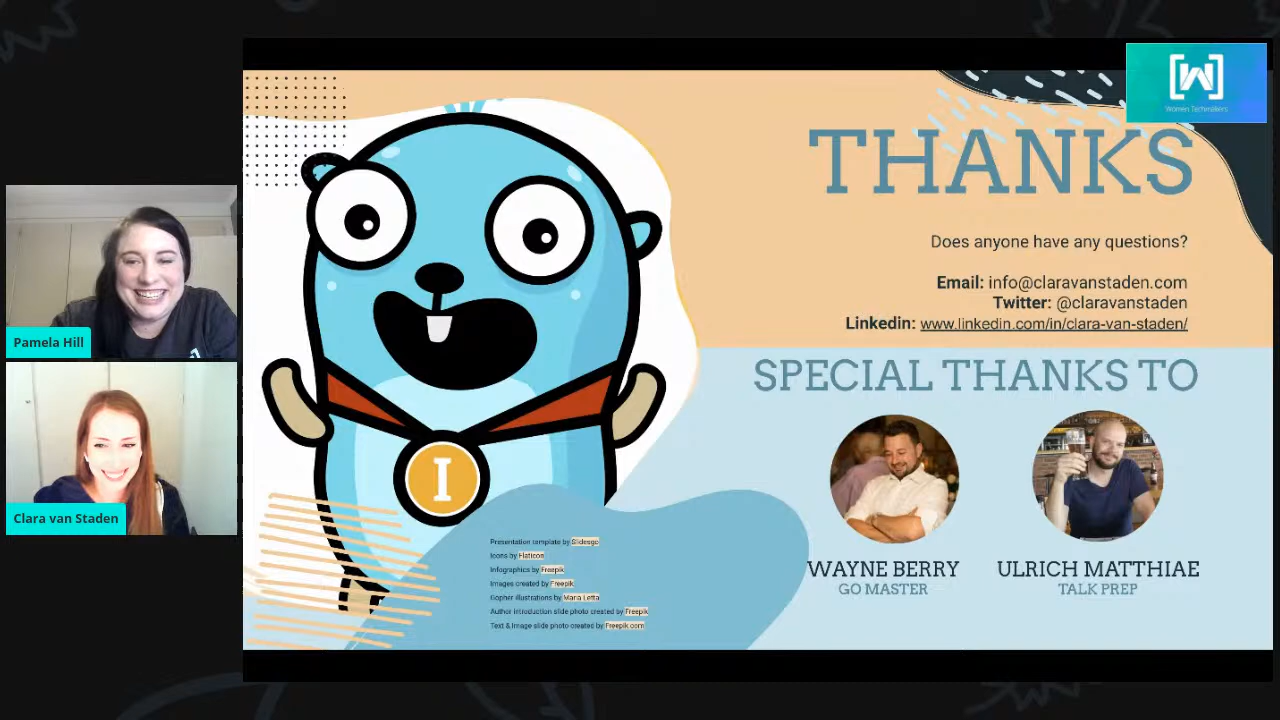 Women Techmakers
THANKS
Does anyone have any questions?
Email: info@claravanstaden.com
Twitter: @claravanstaden
Linkedin: www.linkedin.com/in/clara-van-staden/
Pamela Hill
Clara van Staden
I
SPECIAL THANKS TO
WAYNE BERRY
GO MASTER
ULRICH MATTHIAE
TALK PREP
Presentation template by Slidesgo
Icons by Flaticon
Infographics by Freepik
Images created by Freepik
Gopher illustrations by Maria Letta
Author introduction slide photo created by Freepik
Text & Image slide photo created by Freepik.com